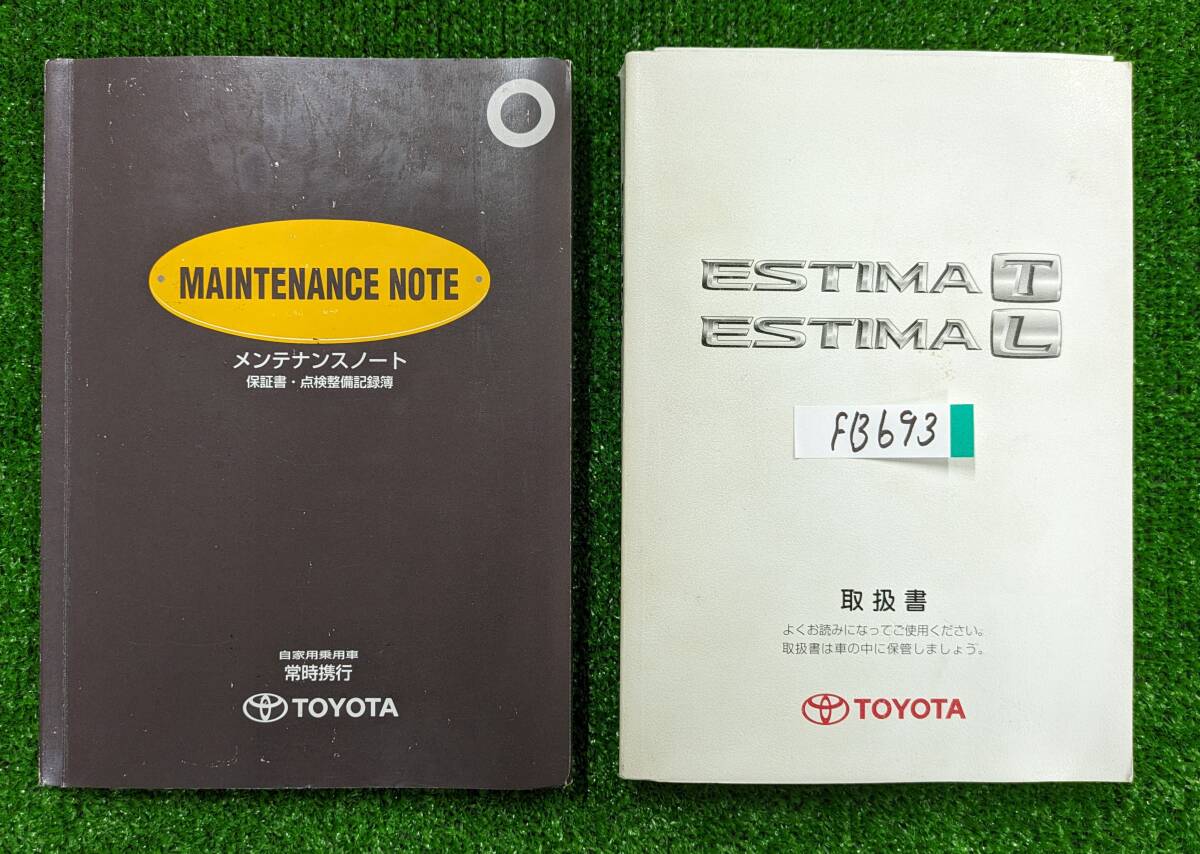 MAINTENANCE NOTE
メンテナンスノート
保証書・点検整備記録簿
自家用乗用車
常時携行
TOYOTA
ESTIMA T
ESTIMA L
FB693
取扱書
よくお読みになってご使用ください。
取扱書は車の中に保管しましょう。
TOYOTA